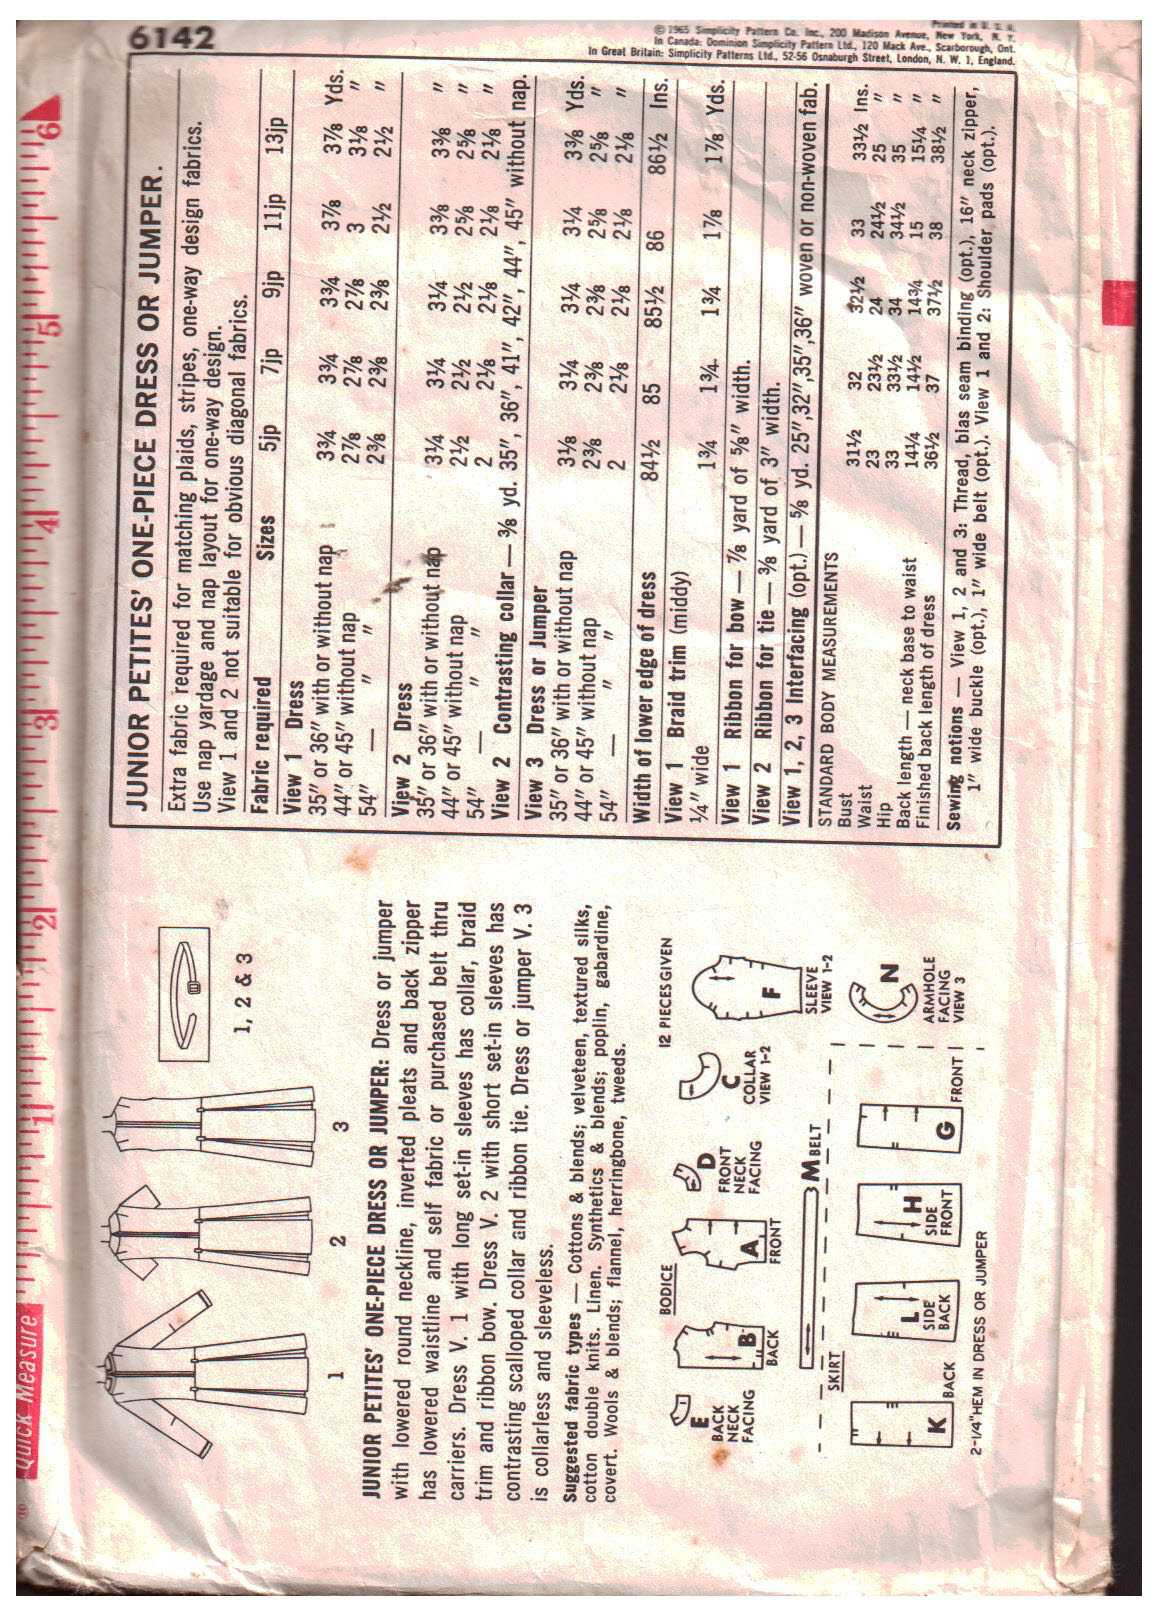 6142
© 1965 Simplicity Pattern Co. Inc., 200 Madison Avenue, New York, N. Y.
Printed in U. S. A.
In Canada: Dominion Simplicity Pattern Ltd., 120 Mack Ave., Scarborough, Ont.
In Great Britain: Simplicity Patterns Ltd., 52-56 Osnaburgh Street, London, N. W. 1, England.
Quick Measure
1 2 3 4 5 6
1 2 3
1, 2 & 3
JUNIOR PETITES' ONE-PIECE DRESS OR JUMPER: Dress or jumper
with lowered round neckline, inverted pleats and back zipper
has lowered waistline and self fabric or purchased belt thru
carriers. Dress V. 1 with long set-in sleeves has collar, braid
trim and ribbon bow. Dress V. 2 with short set-in sleeves has
contrasting scalloped collar and ribbon tie. Dress or jumper V. 3
is collarless and sleeveless.
Suggested fabric types — Cottons & blends; velveteen, textured silks,
cotton double knits. Linen. Synthetics & blends; poplin, gabardine,
covert. Wools & blends; flannel, herringbone, tweeds.
12 PIECES GIVEN
BODICE
E
BACK
NECK
FACING
B
BACK
A
FRONT
D
FRONT
NECK
FACING
C
COLLAR
VIEW 1-2
F
SLEEVE
VIEW 1-2
M BELT
SKIRT
K
BACK
L
SIDE
BACK
H
SIDE
FRONT
G
FRONT
N
ARMHOLE
FACING
VIEW 3
2-1/4"HEM IN DRESS OR JUMPER
JUNIOR PETITES' ONE-PIECE DRESS OR JUMPER.
Extra fabric required for matching plaids, stripes, one-way design fabrics.
Use nap yardage and nap layout for one-way design.
View 1 and 2 not suitable for obvious diagonal fabrics.
Fabric required Sizes 5jp 7jp 9jp 11jp 13jp
View 1 Dress
35" or 36" with or without nap 3¾ 3¾ 3¾ 3⅞ 3⅞ Yds.
44" or 45" without nap 2⅞ 2⅞ 2⅞ 3 3⅛ "
54" — " " 2⅜ 2⅜ 2⅜ 2½ 2½ "
View 2 Dress
35" or 36" with or without nap 3¼ 3¼ 3¼ 3⅜ 3⅜ "
44" or 45" without nap 2½ 2½ 2½ 2⅝ 2⅝ "
54" — " " 2 2⅛ 2⅛ 2⅛ 2⅛ "
View 2 Contrasting collar — ⅜ yd. 35", 36", 41", 42", 44", 45" without nap.
View 3 Dress or Jumper
35" or 36" with or without nap 3⅛ 3¼ 3¼ 3¼ 3⅜ Yds.
44" or 45" without nap 2⅜ 2⅜ 2⅜ 2⅝ 2⅝ "
54" — " " 2 2⅛ 2⅛ 2⅛ 2⅛ "
Width of lower edge of dress 84½ 85 85½ 86 86½ Ins.
View 1 Braid trim (middy)
¼" wide 1¾ 1¾ 1¾ 1⅞ 1⅞ Yds.
View 1 Ribbon for bow — ⅞ yard of ⅝" width.
View 2 Ribbon for tie — ⅜ yard of 3" width.
View 1, 2, 3 Interfacing (opt.) — ⅝ yd. 25",32",35",36" woven or non-woven fab.
STANDARD BODY MEASUREMENTS
Bust 31½ 32 32½ 33 33½ Ins.
Waist 23 23½ 24 24½ 25 "
Hip 33 33½ 34 34½ 35 "
Back length — neck base to waist 14¼ 14½ 14¾ 15 15¼ "
Finished back length of dress 36½ 37 37½ 38 38½ "
Sewing notions — View 1, 2 and 3: Thread, bias seam binding (opt.), 16" neck zipper,
1" wide buckle (opt.), 1" wide belt (opt.). View 1 and 2: Shoulder pads (opt.).